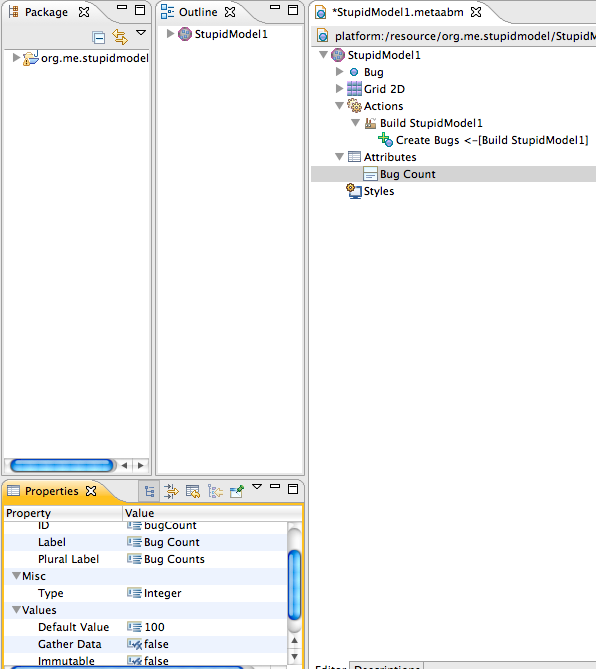 Package
org.me.stupidmodel
Outline
StupidModel1
*StupidModel1.metaabm
platform:/resource/org.me.stupidmodel/StupidM
StupidModel1
Bug
Grid 2D
Actions
Build StupidModel1
Create Bugs <-[Build StupidModel1]
Attributes
Bug Count
Styles
Properties
Property Value
ID bugCount
Label Bug Count
Plural Label Bug Counts
Misc
Type Integer
Values
Default Value 100
Gather Data false
Immutable false
Editor Descriptions